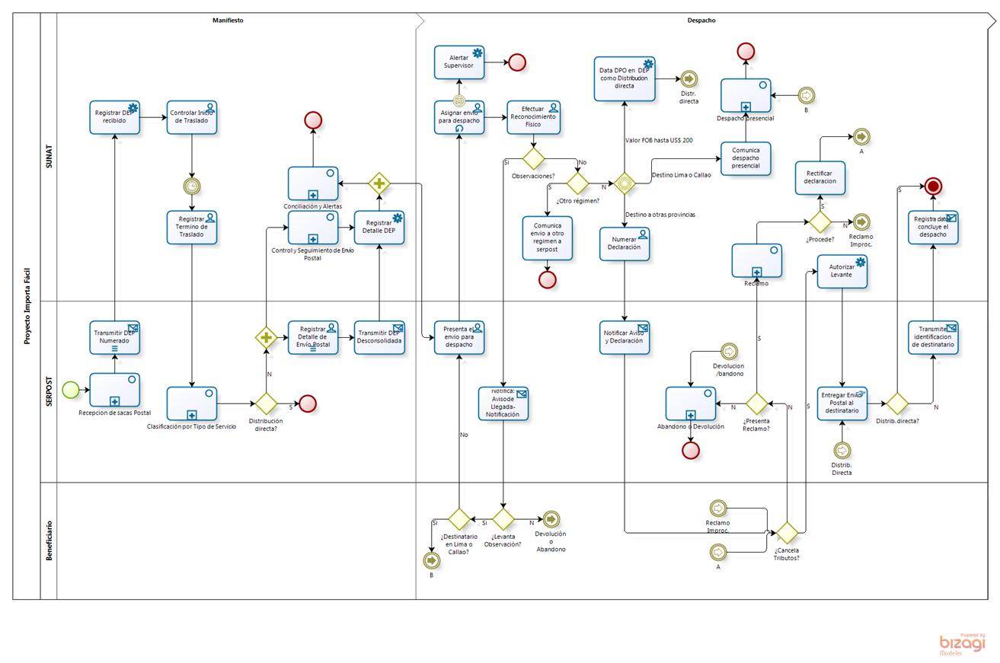 Manifiesto
Despacho
Proyecto Importa Fácil
SUNAT
SERPOST
Beneficiario
Registrar DEP
recibido
Controlar Inicio
de Traslado
Registrar
Termino de
Traslado
Conciliación y Alertas
Control y Seguimiento de Envío
Postal
Registrar
Detalle DEP
Transmitir DEP
Numerado
Recepcion de sacas Postal
Clasificación por Tipo de Servicio
Distribución
directa?
N
S
Registrar
Detalle de
Envío Postal
Transmitir DEP
Desconsolidada
Alertar
Supervisor
Asignar envio
para despacho
Efectuar
Reconocimiento
Físico
Si
Observaciones?
No
S
¿Otro régimen?
N
Comunica
envio a otro
regimen a
serpost
Data DPO en DEP
como Distribucion
directa
Distr.
directa
Valor FOB hasta US$ 200
Destino Lima o Callao
Destino a otras provincias
Numerar
Declaración
Despacho presencial
B
Comunica
despacho
presencial
Rectificar
declaracion
A
S
¿Procede?
N
Reclamo
Improc.
Reclamo
Autorizar
Levante
S
Registra datos
concluye el
despacho
Presenta el
envio para
despacho
Notifica:
Aviso de
Llegada-
Notificación
No
Notificar Aviso
y Declaración
Devolucion
/bandono
Abandono o Devolución
N
¿Presenta
Reclamo?
N
S
S
Entregar Envío
Postal al
destinatario
Distrib.
Directa
Distrib.directa?
N
Transmite
identificacion
de destinatario
Si
¿Destinatario
en Lima o
Callao?
B
Si
¿Levanta
Observación?
N
Devolución
o
Abandono
Reclamo
Improc.
A
¿Cancela
Tributos?
Powered by
bizagi
Modeler